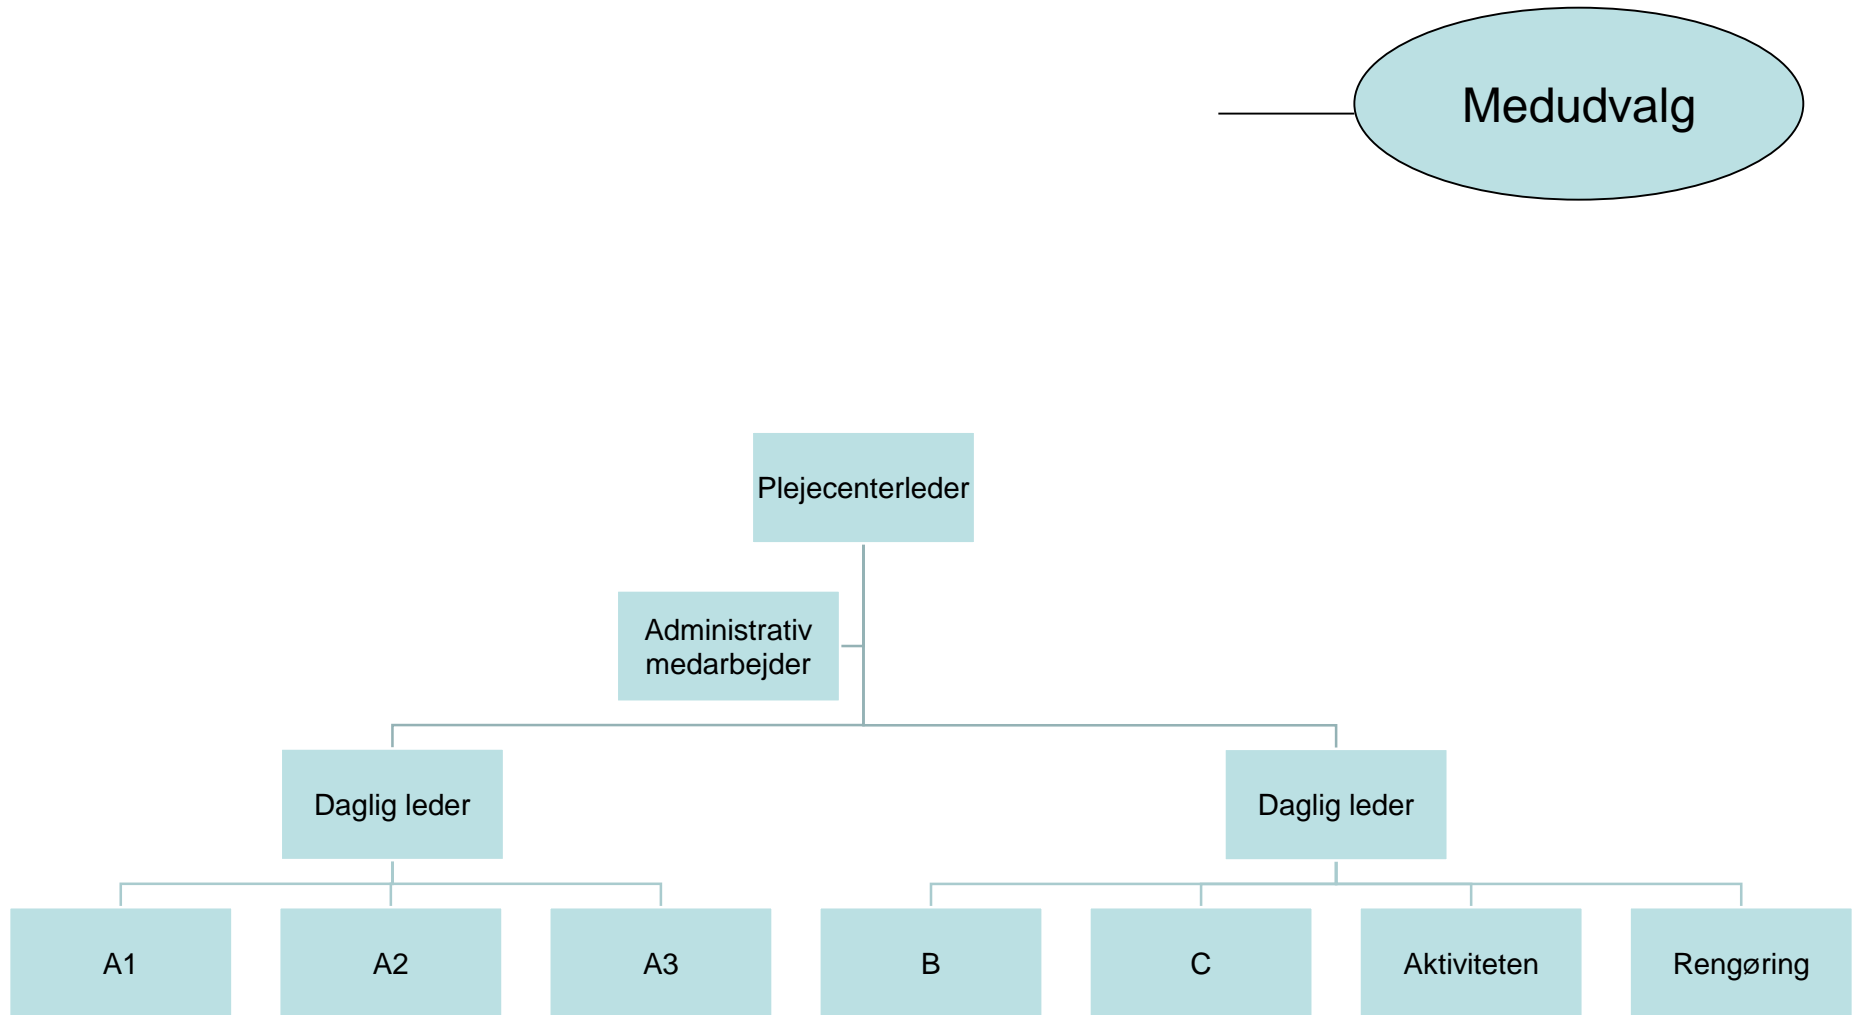 Medudvalg
Plejecenterleder
Administrativ
medarbejder
Daglig leder
Daglig leder
A1
A2
A3
B
C
Aktiviteten
Rengøring